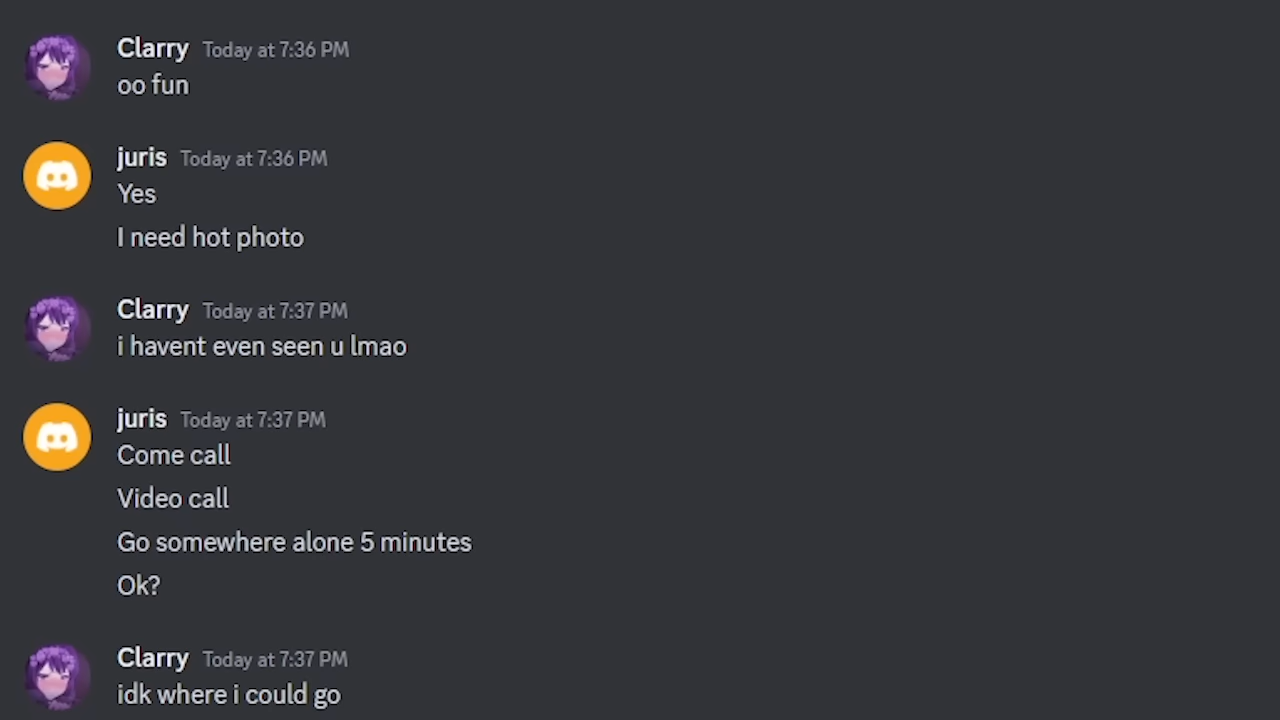 Clarry Today at 7:36 PM
oo fun
juris Today at 7:36 PM
Yes
I need hot photo
Clarry Today at 7:37 PM
i havent even seen u lmao
juris Today at 7:37 PM
Come call
Video call
Go somewhere alone 5 minutes
Ok?
Clarry Today at 7:37 PM
idk where i could go